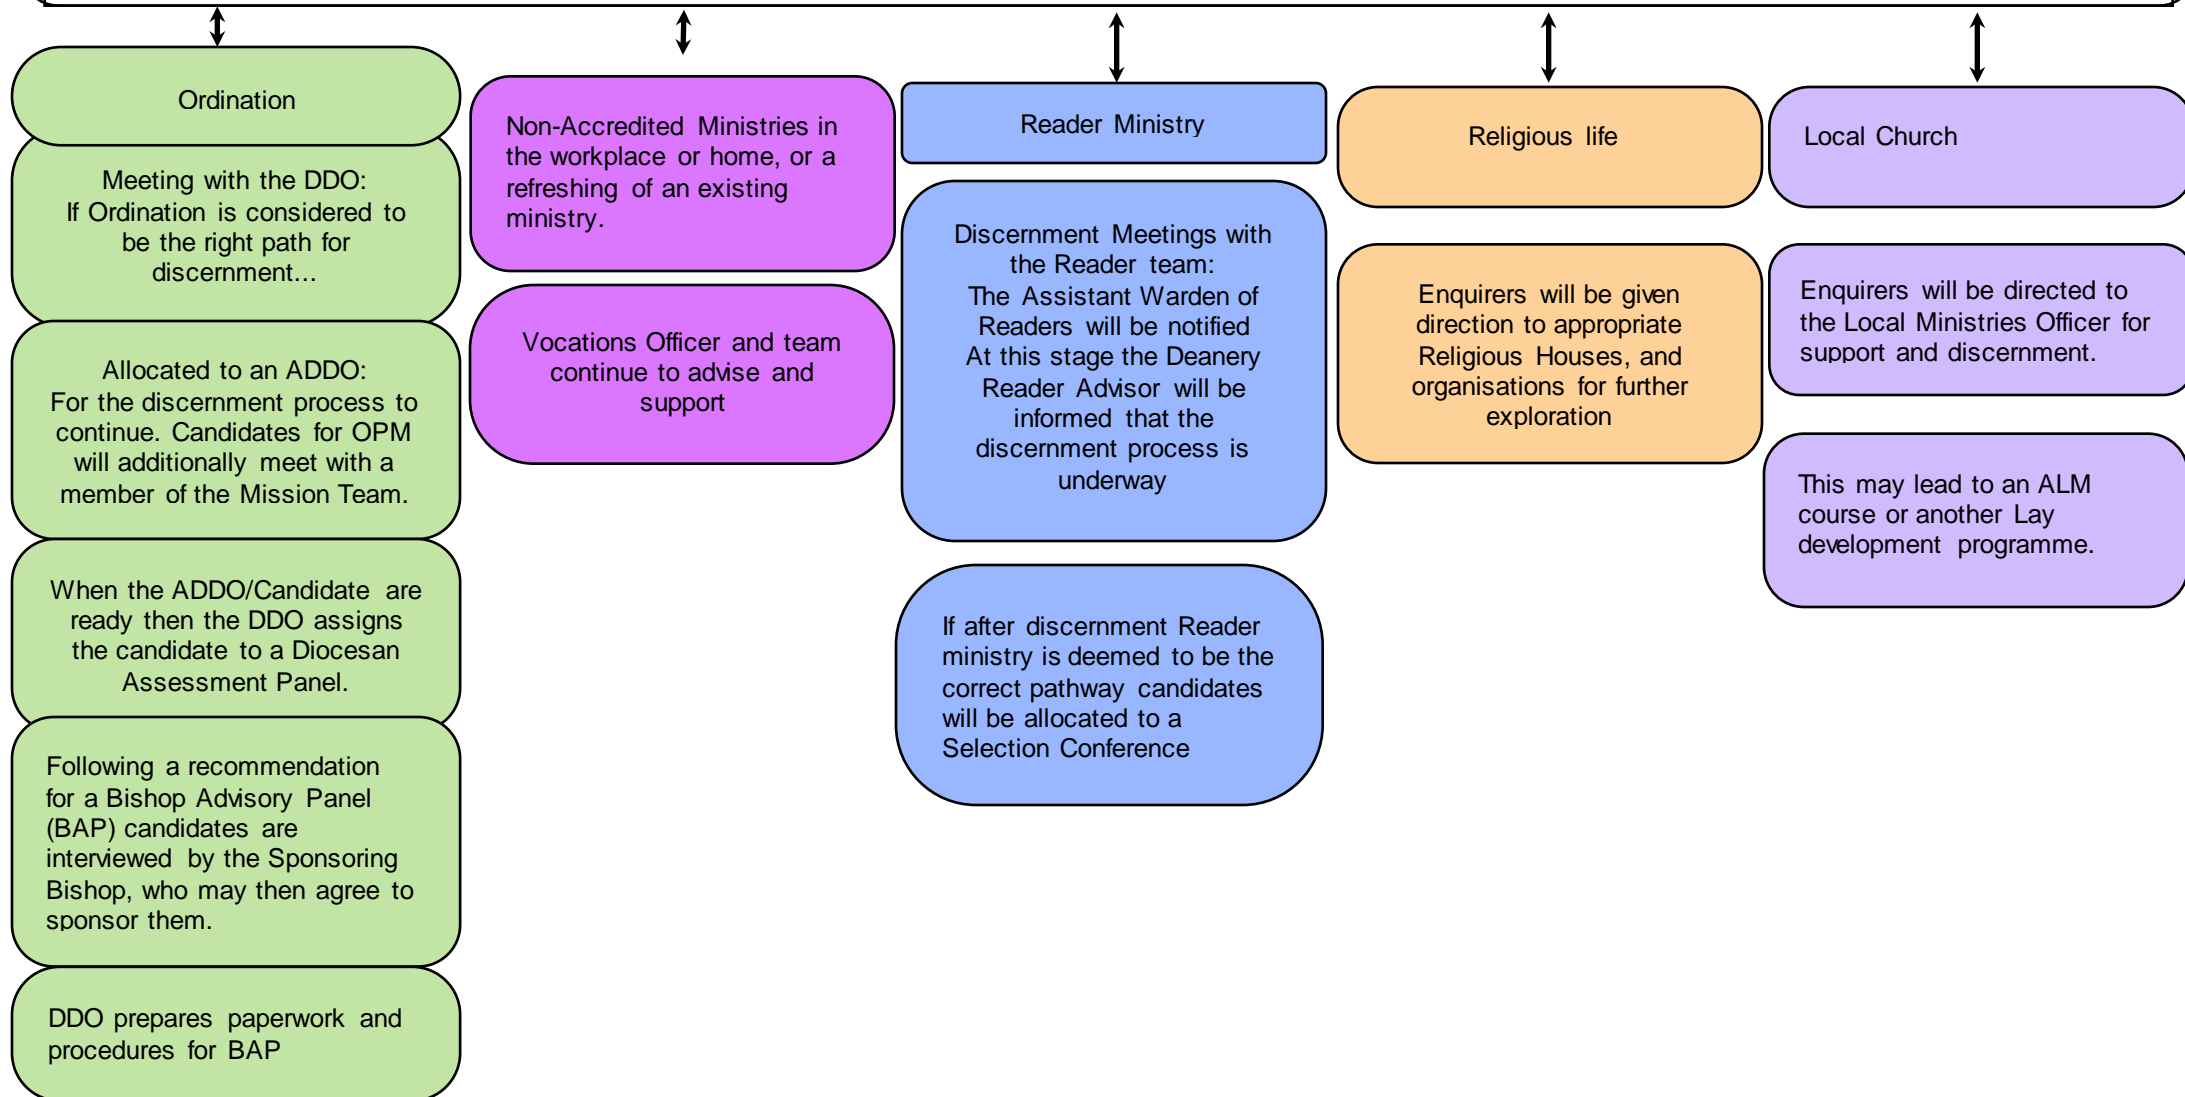 Ordination
Meeting with the DDO:
If Ordination is considered to
be the right path for
discernment...
Allocated to an ADDO:
For the discernment process to
continue. Candidates for OPM
will additionally meet with a
member of the Mission Team.
When the ADDO/Candidate are
ready then the DDO assigns
the candidate to a Diocesan
Assessment Panel.
Following a recommendation
for a Bishop Advisory Panel
(BAP) candidates are
interviewed by the Sponsoring
Bishop, who may then agree to
sponsor them.
DDO prepares paperwork and
procedures for BAP
Non-Accredited Ministries in
the workplace or home, or a
refreshing of an existing
ministry.
Vocations Officer and team
continue to advise and
support
Reader Ministry
Discernment Meetings with
the Reader team:
The Assistant Warden of
Readers will be notified
At this stage the Deanery
Reader Advisor will be
informed that the
discernment process is
underway
If after discernment Reader
ministry is deemed to be the
correct pathway candidates
will be allocated to a
Selection Conference
Religious life
Enquirers will be given
direction to appropriate
Religious Houses, and
organisations for further
exploration
Local Church
Enquirers will be directed to
the Local Ministries Officer for
support and discernment.
This may lead to an ALM
course or another Lay
development programme.